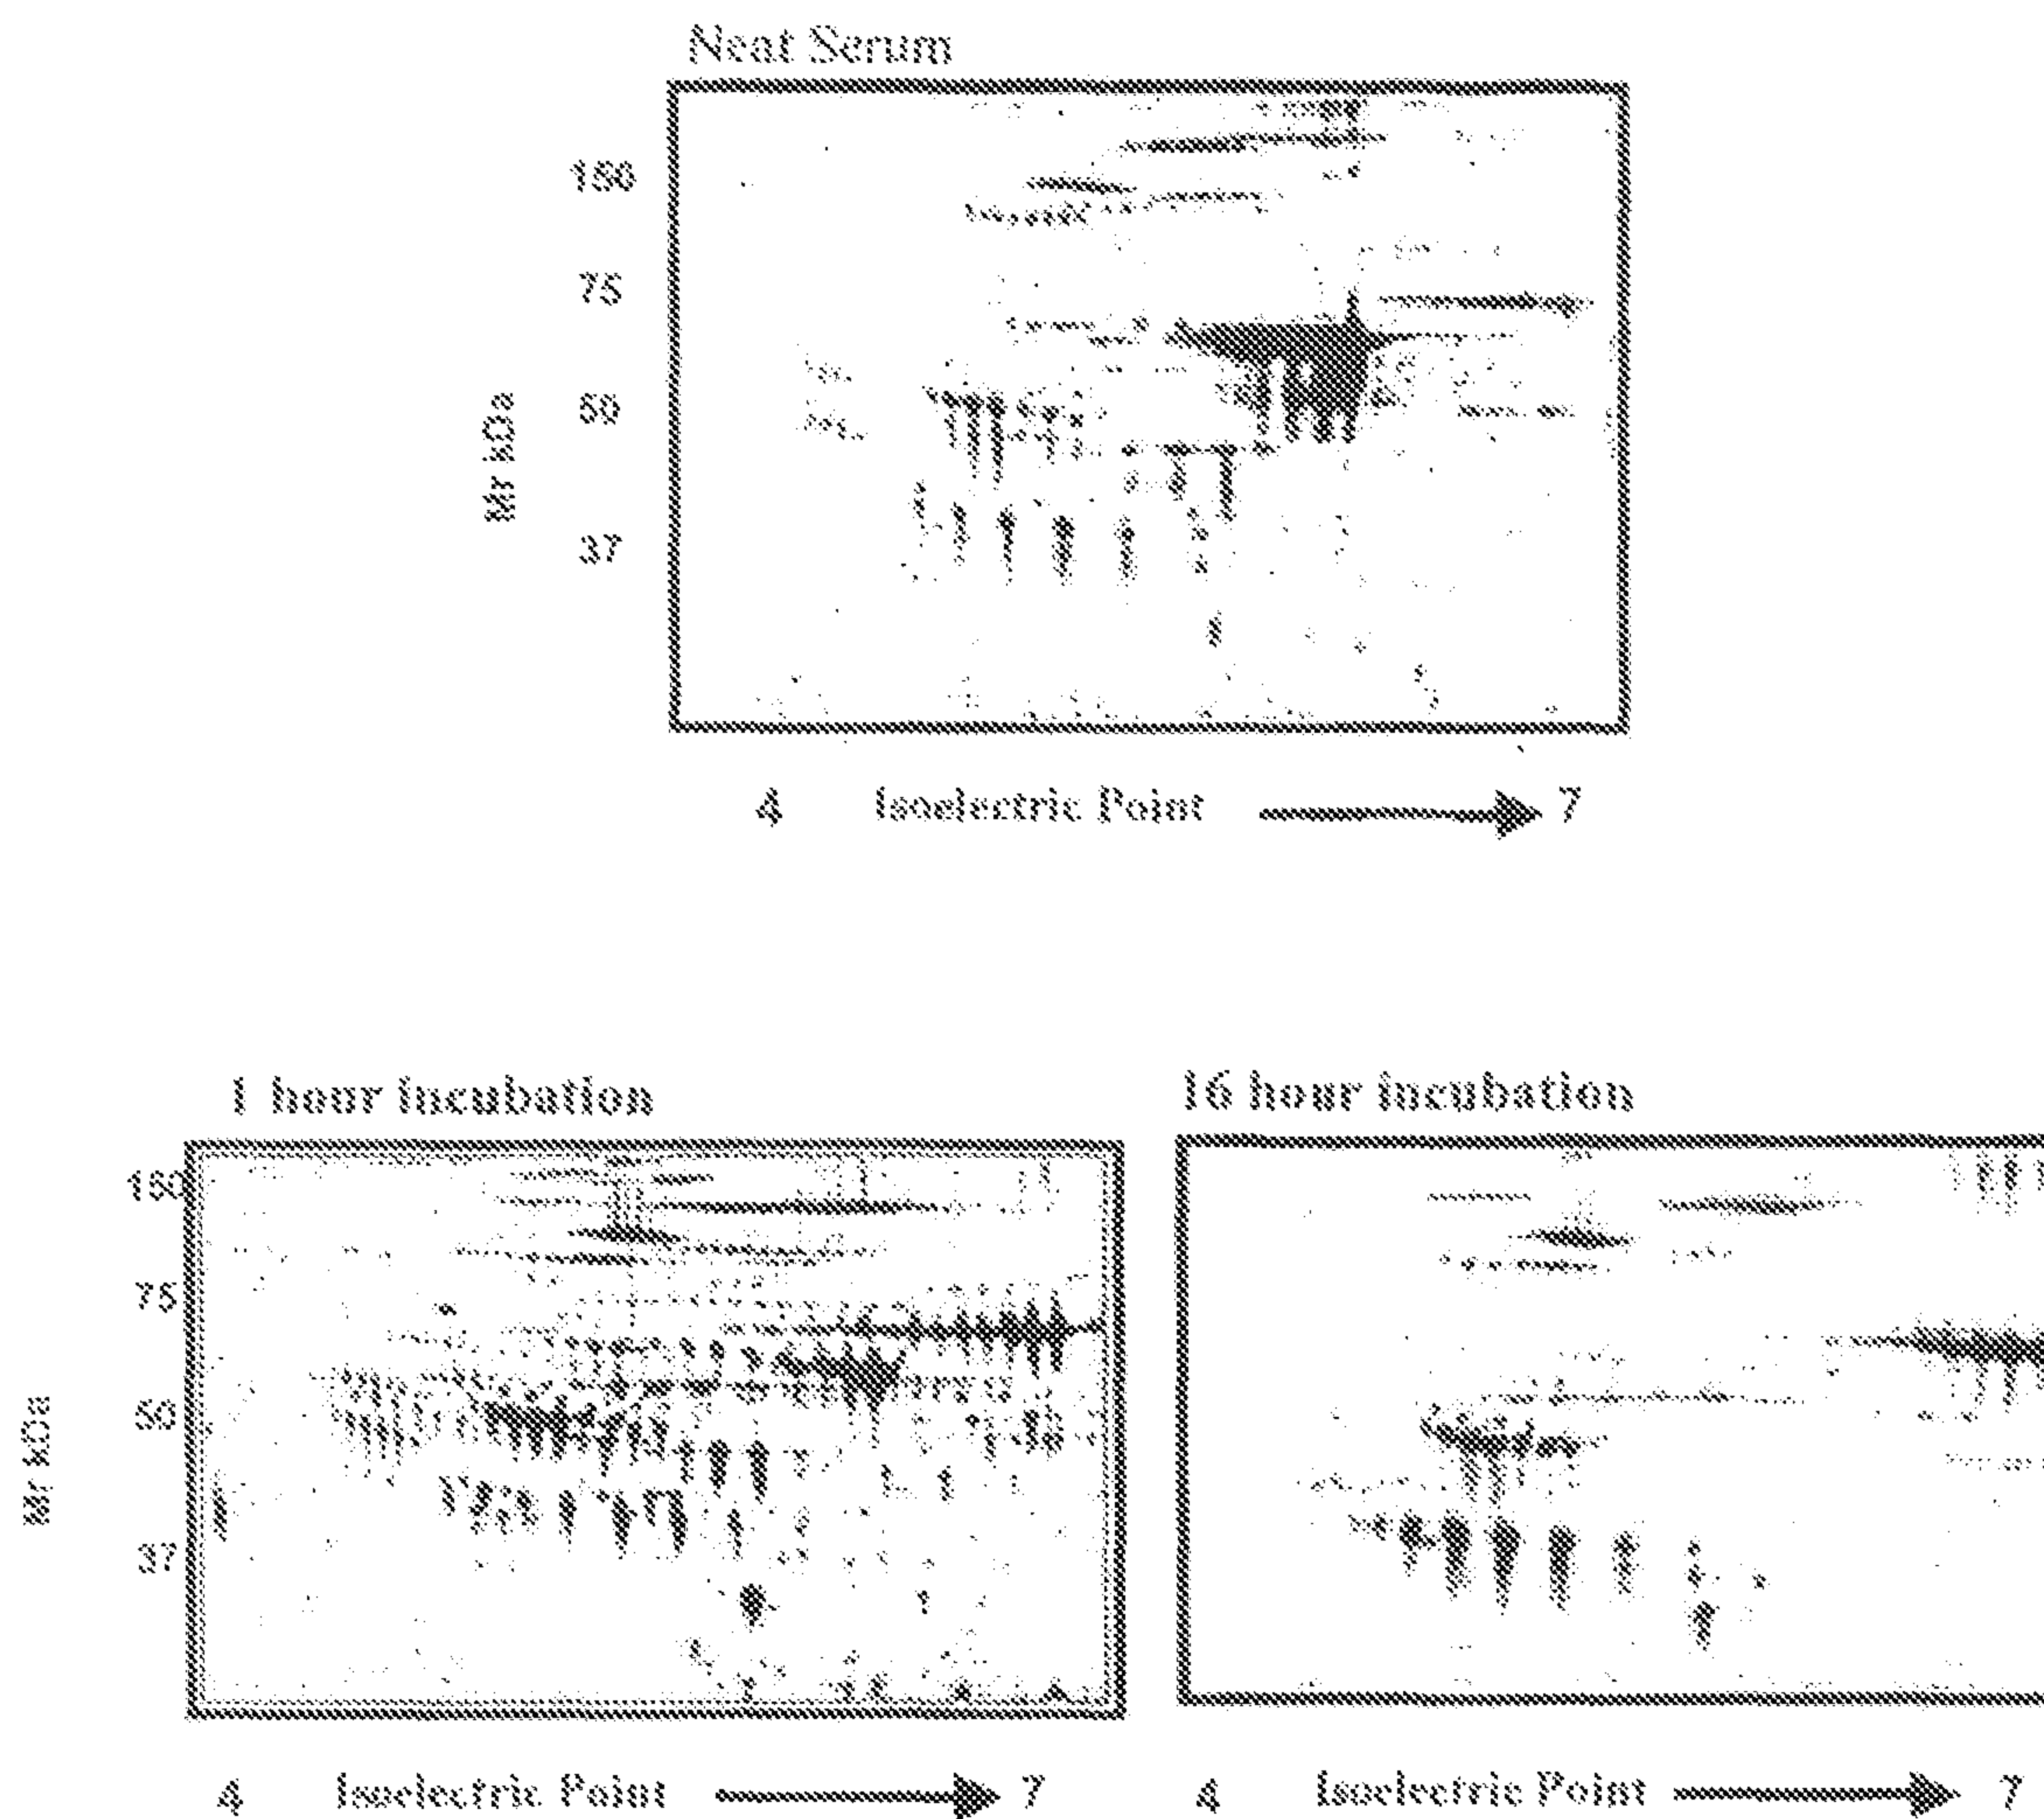 Neat Serum
150
75
50
37
Mr kDa
4 Isoelectric Point 7
1 hour incubation
16 hour incubation
150
75
50
37
Mr kDa
4 Isoelectric Point 7
4 Isoelectric Point 7